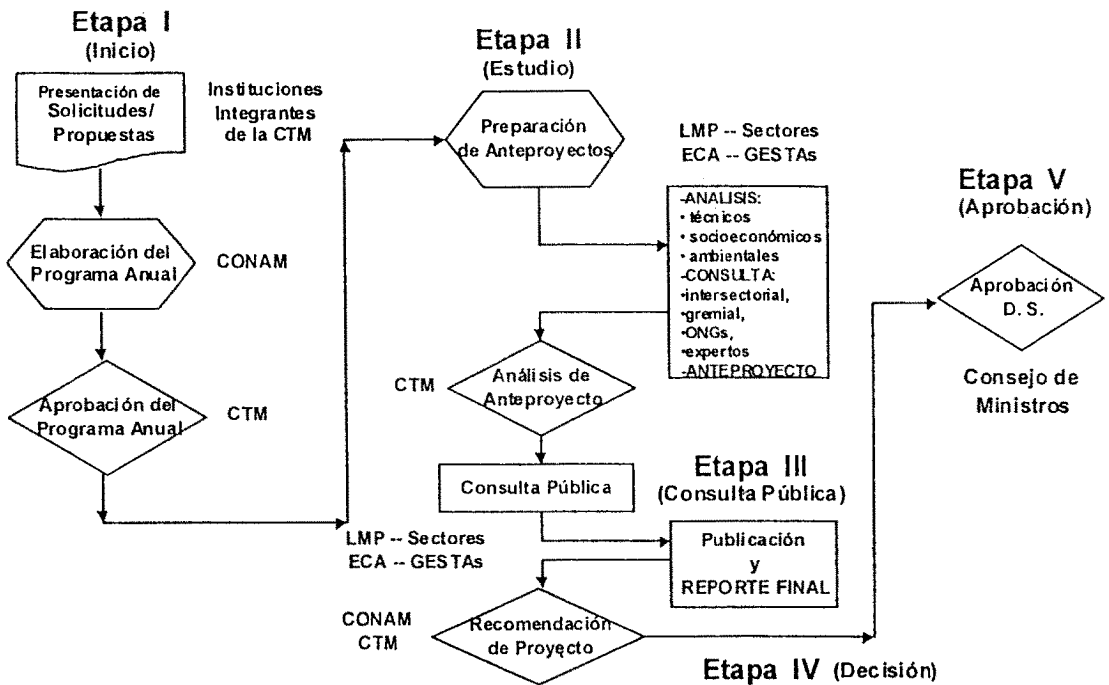 Etapa I
(Inicio)
Presentación de
Solicitudes/
Propuestas
Instituciones
Integrantes
de la CTM
Elaboración del
Programa Anual
CONAM
Aprobación del
Programa Anual
CTM
Etapa II
(Estudio)
Preparación
de Anteproyectos
LMP -- Sectores
ECA -- GESTAs
-ANALISIS:
• técnicos
• socioeconómicos
• ambientales
-CONSULTA:
•intersectorial,
•gremial,
•ONGs,
•expertos
-ANTEPROYECTO
CTM
Análisis de
Anteproyecto
Consulta Pública
Etapa III
(Consulta Pública)
LMP -- Sectores
ECA -- GESTAs
Publicación
y
REPORTE FINAL
CONAM
CTM
Recomendación
de Proyecto
Etapa IV (Decisión)
Etapa V
(Aprobación)
Aprobación
D. S.
Consejo de
Ministros